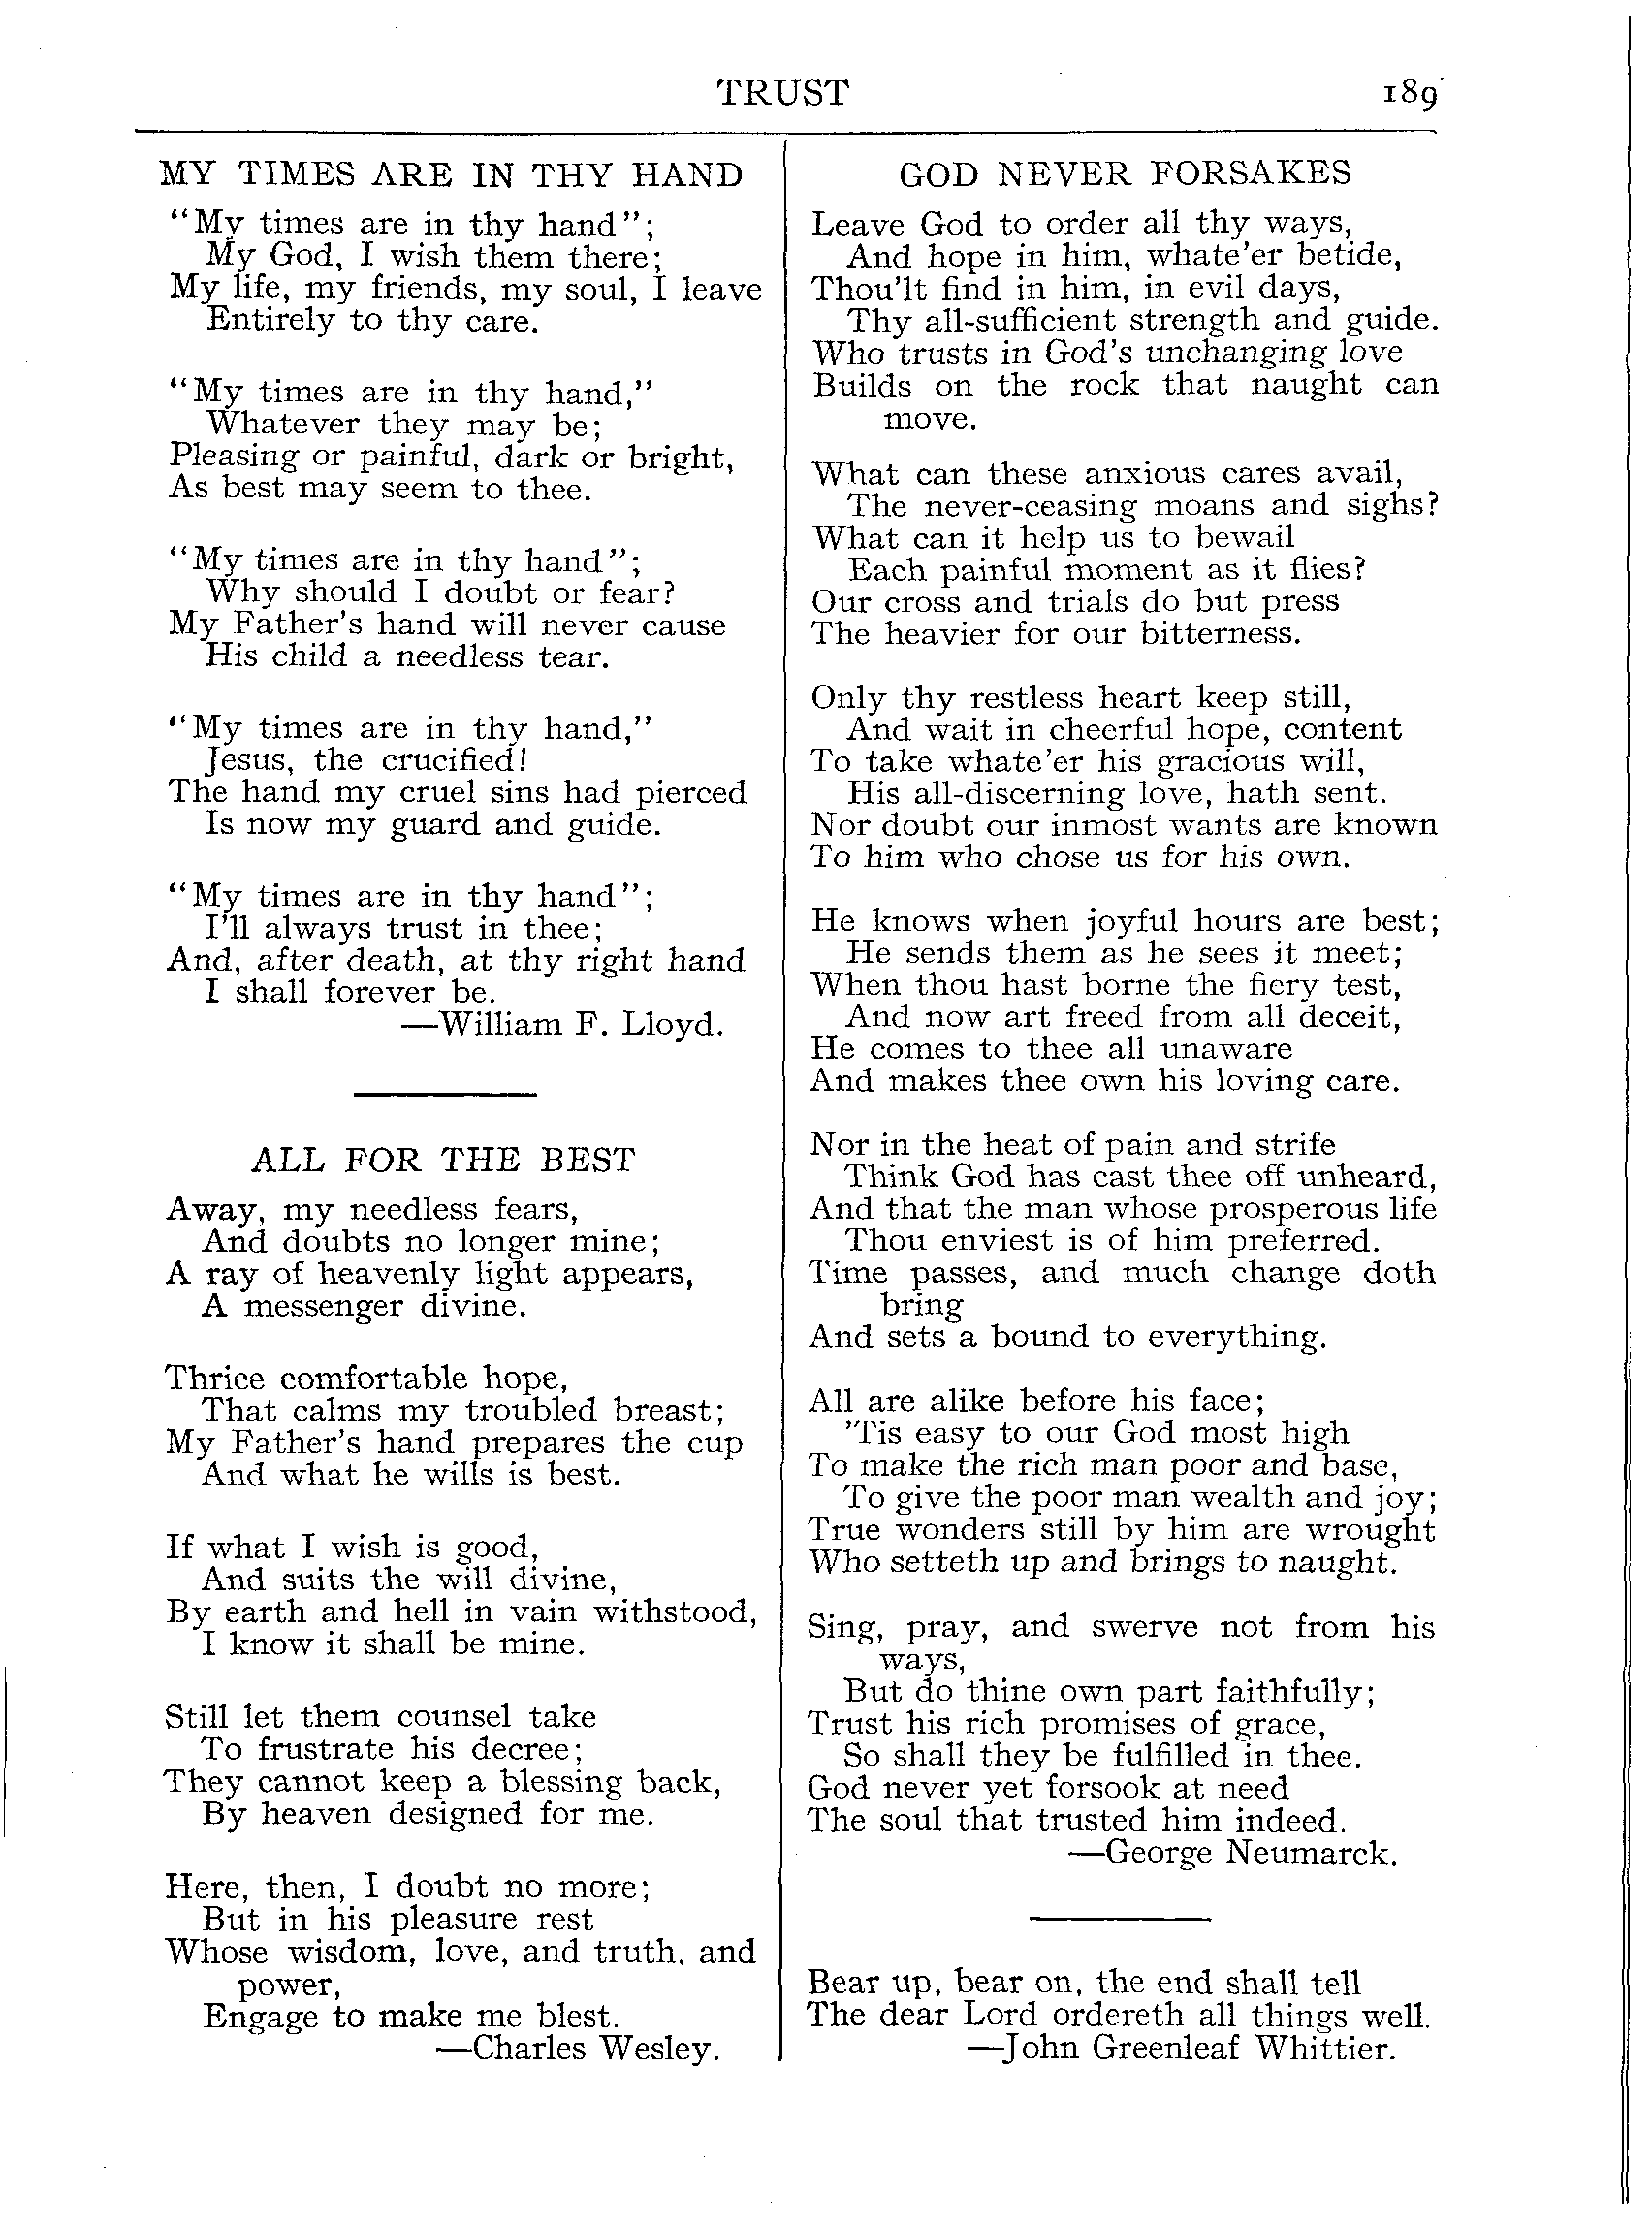 TRUST 189
MY TIMES ARE IN THY HAND
"My times are in thy hand";
My God, I wish them there;
My life, my friends, my soul, I leave
Entirely to thy care.
"My times are in thy hand,"
Whatever they may be;
Pleasing or painful, dark or bright,
As best may seem to thee.
"My times are in thy hand";
Why should I doubt or fear?
My Father's hand will never cause
His child a needless tear.
"My times are in thy hand,"
Jesus, the crucified!
The hand my cruel sins had pierced
Is now my guard and guide.
"My times are in thy hand";
I'll always trust in thee;
And, after death, at thy right hand
I shall forever be.
—William F. Lloyd.
ALL FOR THE BEST
Away, my needless fears,
And doubts no longer mine;
A ray of heavenly light appears,
A messenger divine.
Thrice comfortable hope,
That calms my troubled breast;
My Father's hand prepares the cup
And what he wills is best.
If what I wish is good,
And suits the will divine,
By earth and hell in vain withstood,
I know it shall be mine.
Still let them counsel take
To frustrate his decree;
They cannot keep a blessing back,
By heaven designed for me.
Here, then, I doubt no more;
But in his pleasure rest
Whose wisdom, love, and truth, and
power,
Engage to make me blest.
—Charles Wesley.
GOD NEVER FORSAKES
Leave God to order all thy ways,
And hope in him, whate'er betide,
Thou'lt find in him, in evil days,
Thy all-sufficient strength and guide.
Who trusts in God's unchanging love
Builds on the rock that naught can
move.
What can these anxious cares avail,
The never-ceasing moans and sighs?
What can it help us to bewail
Each painful moment as it flies?
Our cross and trials do but press
The heavier for our bitterness.
Only thy restless heart keep still,
And wait in cheerful hope, content
To take whate'er his gracious will,
His all-discerning love, hath sent.
Nor doubt our inmost wants are known
To him who chose us for his own.
He knows when joyful hours are best;
He sends them as he sees it meet;
When thou hast borne the fiery test,
And now art freed from all deceit,
He comes to thee all unaware
And makes thee own his loving care.
Nor in the heat of pain and strife
Think God has cast thee off unheard,
And that the man whose prosperous life
Thou enviest is of him preferred.
Time passes, and much change doth
bring
And sets a bound to everything.
All are alike before his face;
'Tis easy to our God most high
To make the rich man poor and base,
To give the poor man wealth and joy;
True wonders still by him are wrought
Who setteth up and brings to naught.
Sing, pray, and swerve not from his
ways,
But do thine own part faithfully;
Trust his rich promises of grace,
So shall they be fulfilled in thee.
God never yet forsook at need
The soul that trusted him indeed.
—George Neumarck.
Bear up, bear on, the end shall tell
The dear Lord ordereth all things well.
—John Greenleaf Whittier.